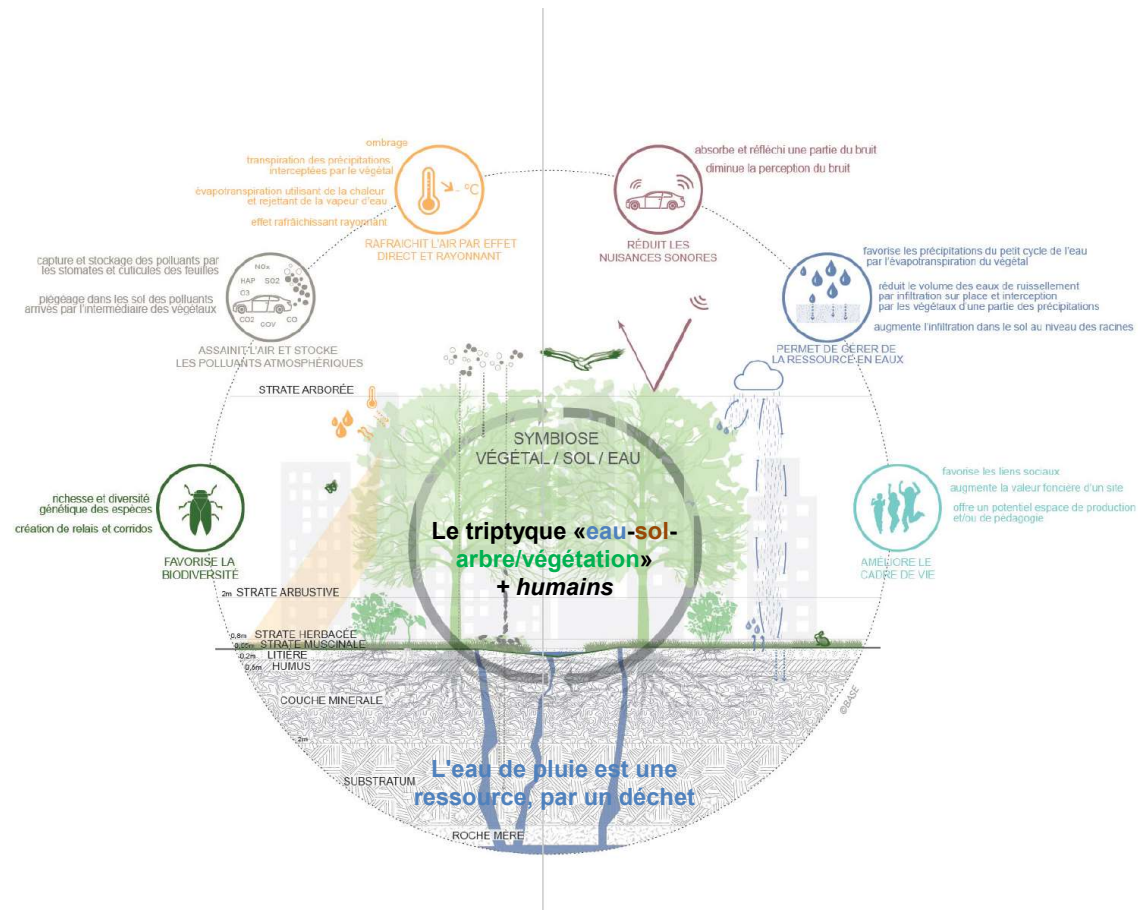 ombrage
transpiration des précipitations
interceptées par le végétal
évapotranspiration utilisant de la chaleur
et rejettant de la vapeur d'eau
effet rafraîchissant rayonnant
°C
RAFRAICHIT L'AIR PAR EFFET
DIRECT ET RAYONNANT
absorbe et réfléchi une partie du bruit
diminue la perception du bruit
RÉDUIT LES
NUISANCES SONORES
capture et stockage des polluants par
les stomates et cuticules des feuilles
piégéage dans les sol des polluants
arrivés par l'intermédiaire des végétaux
NOx
HAP SO2
O3
CO2 CO
COV
ASSAINIT L'AIR ET STOCKE
LES POLLUANTS ATMOSPHÉRIQUES
favorise les précipitations du petit cycle de l'eau
par l'évapotranspiration du végétal
réduit le volume des eaux de ruissellement
par infiltration sur place et interception
par les végétaux d'une partie des précipitations
augmente l'infiltration dans le sol au niveau des racines
PERMET DE GÉRER DE
LA RESSOURCE EN EAUX
STRATE ARBORÉE
SYMBIOSE
VÉGÉTAL / SOL / EAU
richesse et diversité
génétique des espèces
création de relais et corridos
FAVORISE LA
BIODIVERSITÉ
favorise les liens sociaux
augmente la valeur foncière d'un site
offre un potentiel espace de production
et/ou de pédagogie
AMÉLIORE LE
CADRE DE VIE
Le triptyque «eau-sol-
arbre/végétation»
+ humains
2m STRATE ARBUSTIVE
0,8m STRATE HERBACÉE
0,05m STRATE MUSCINALE
-0,2m LITIÈRE
-0,5m HUMUS
COUCHE MINERALE
-2m
SUBSTRATUM
L'eau de pluie est une
ressource, par un déchet
ROCHE MÈRE
©BASE